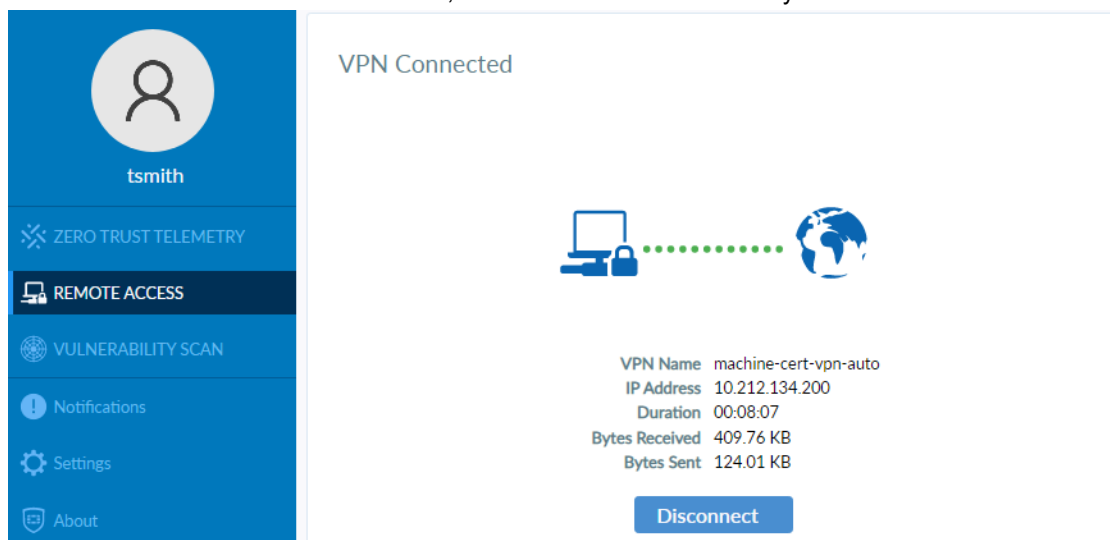 VPN Connected
tsmith
ZERO TRUST TELEMETRY
REMOTE ACCESS
VULNERABILITY SCAN
Notifications
Settings
About
VPN Name machine-cert-vpn-auto
IP Address 10.212.134.200
Duration 00:08:07
Bytes Received 409.76 KB
Bytes Sent 124.01 KB
Disconnect